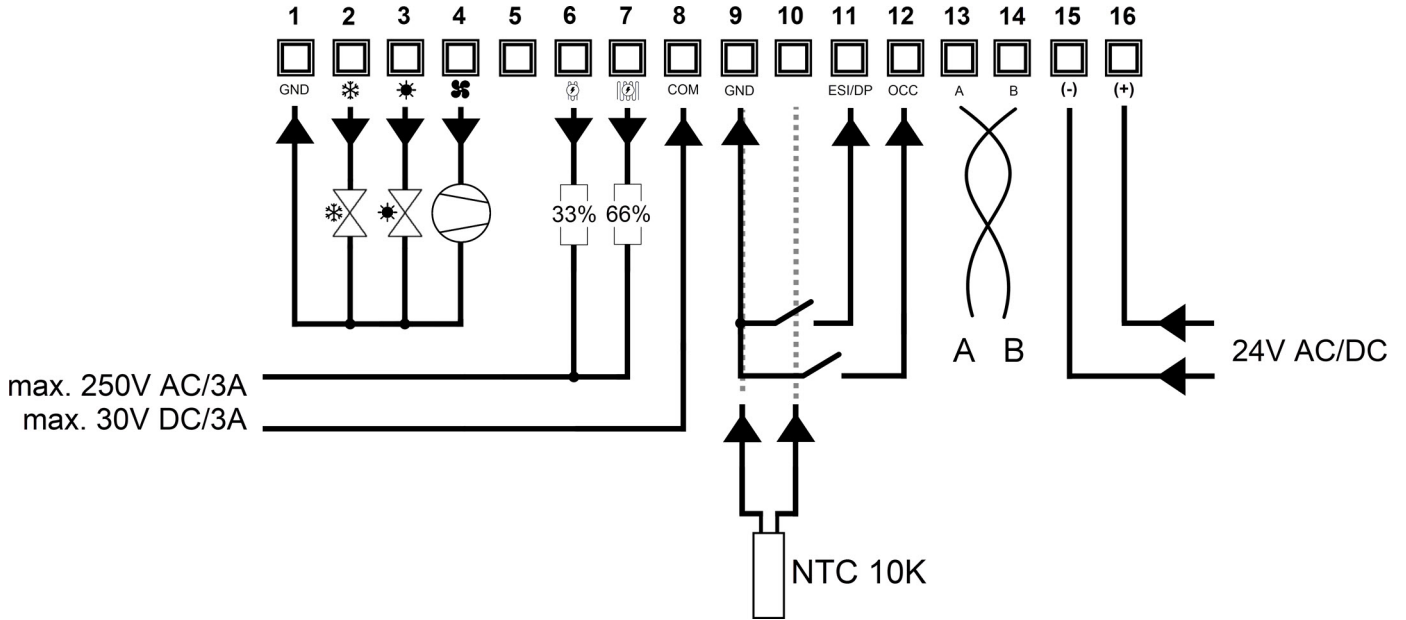 1 2 3 4 5 6 7 8 9 10 11 12 13 14 15 16
GND COM GND ESI/DP OCC A B (-) (+)
33% 66%
A B
24V AC/DC
max. 250V AC/3A
max. 30V DC/3A
NTC 10K